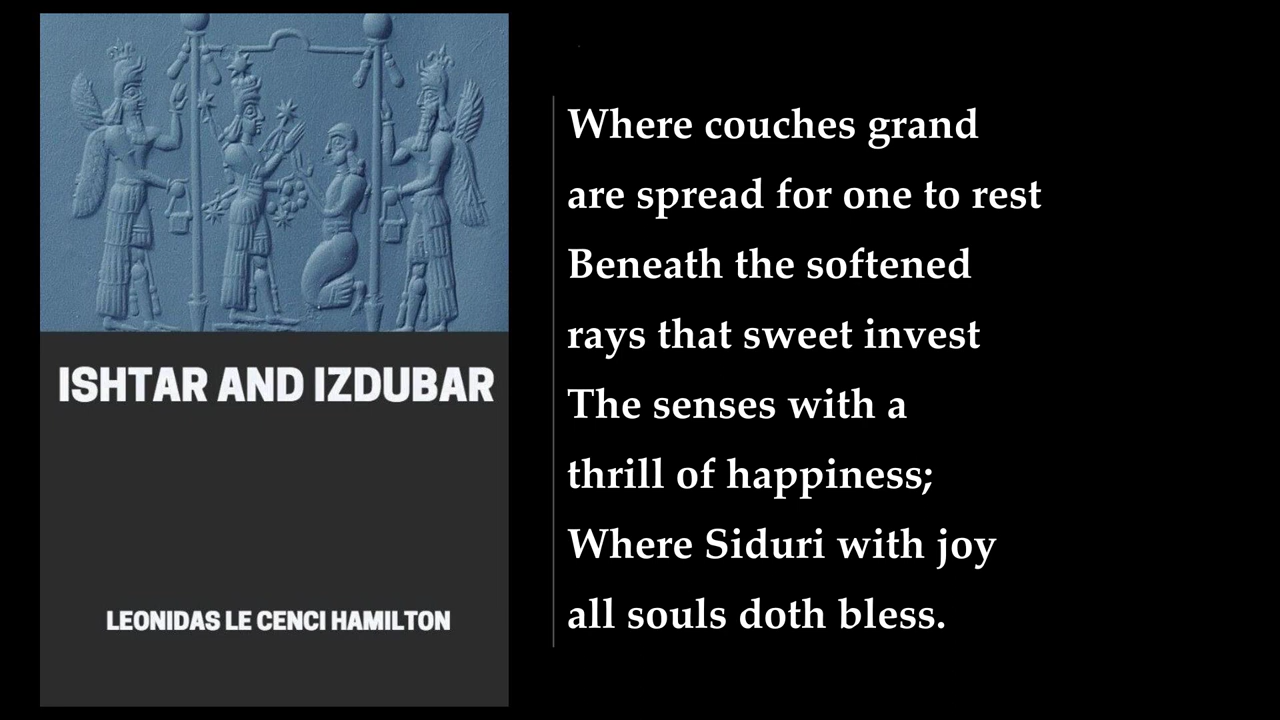 ISHTAR AND IZDUBAR
LEONIDAS LE CENCI HAMILTON
Where couches grand
are spread for one to rest
Beneath the softened
rays that sweet invest
The senses with a
thrill of happiness;
Where Siduri with joy
all souls doth bless.